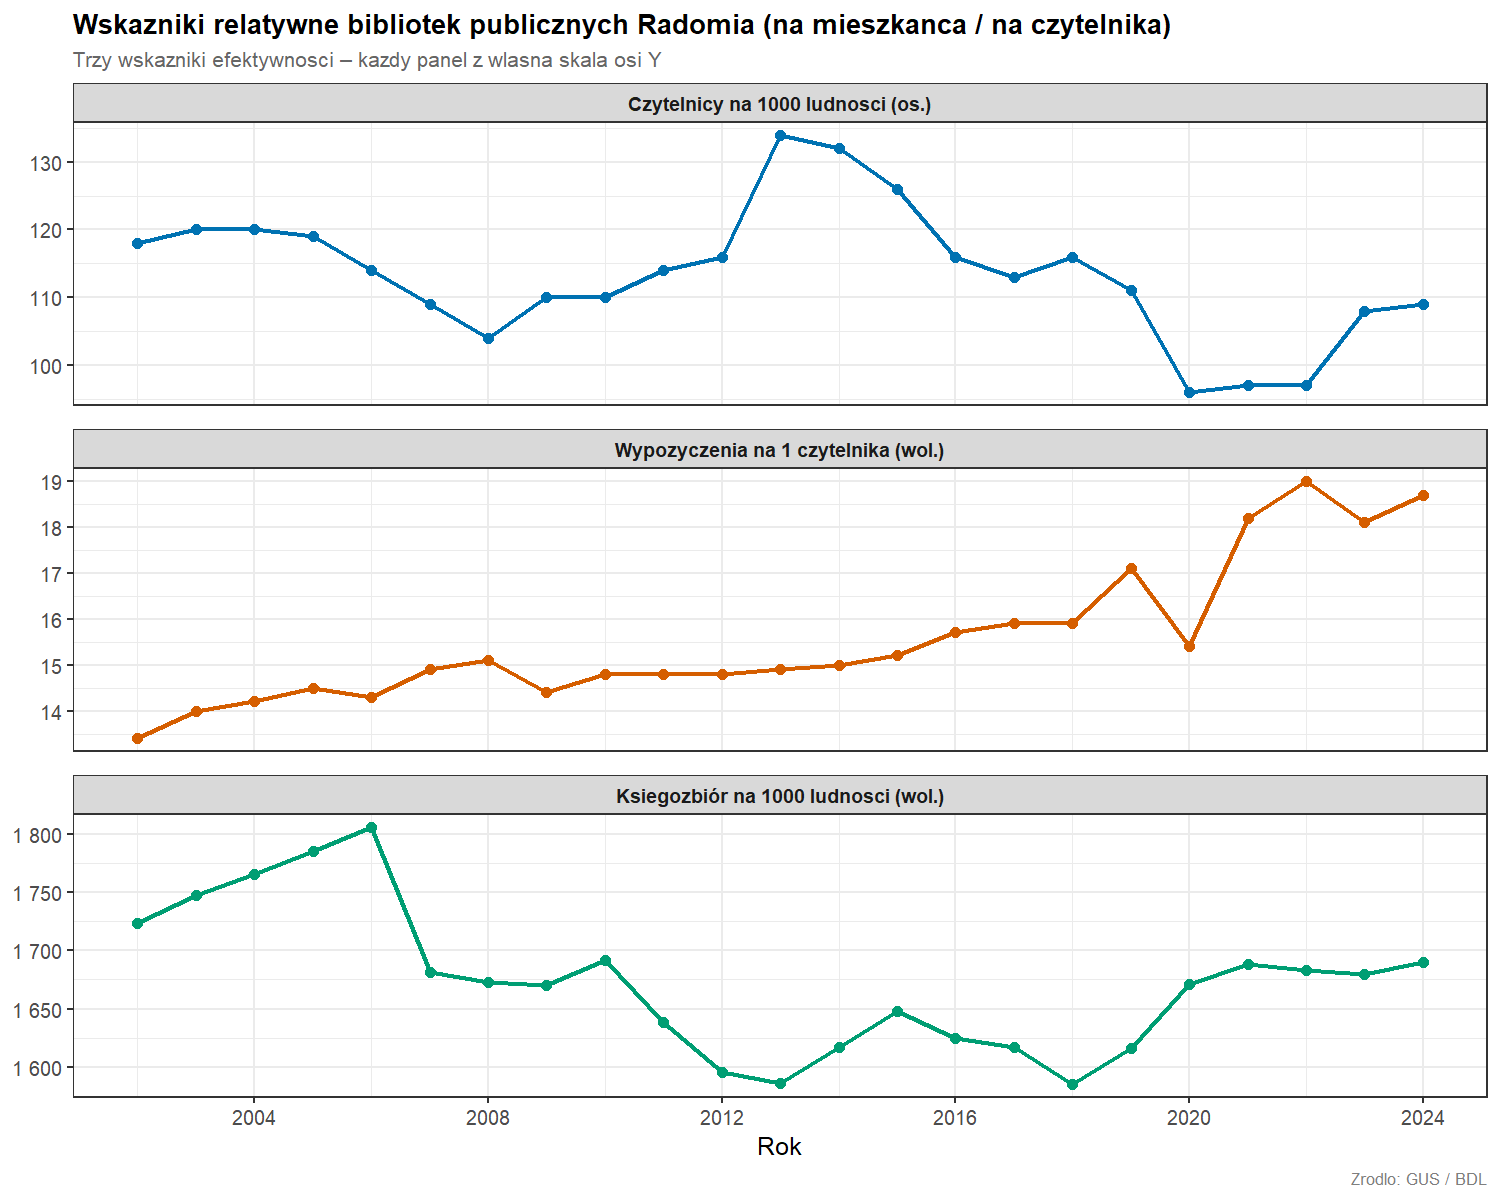 Wskazniki relatywne bibliotek publicznych Radomia (na mieszkanca / na czytelnika)
Trzy wskazniki efektywnosci – kazdy panel z wlasna skala osi Y
Czytelnicy na 1000 ludnosci (os.)
130
120
110
100
Wypozyczenia na 1 czytelnika (wol.)
19
18
17
16
15
14
Ksiegozbiór na 1000 ludnosci (wol.)
1 800
1 750
1 700
1 650
1 600
2004 2008 2012 2016 2020 2024
Rok
Zrodlo: GUS / BDL